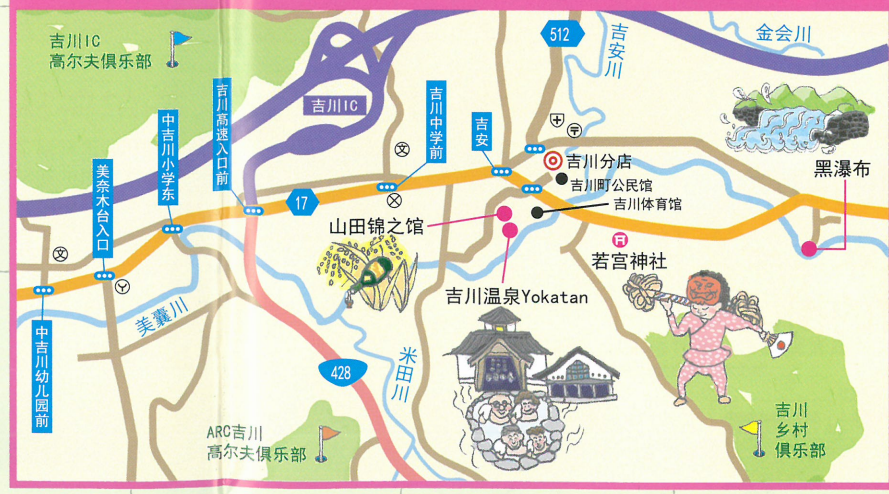 吉川IC
高尔夫俱乐部
512
吉安川
金会川
吉川IC
吉川高速入口前
中吉川小学东
美奈木台入口
吉川中学前
吉安
文
吉川分店
吉川町公民馆
吉川体育馆
黑瀑布
17
山田锦之馆
文
若宫神社
吉川温泉Yokatan
美囊川
中吉川幼儿园前
428
米田川
ARC吉川
高尔夫俱乐部
吉川
乡村
俱乐部